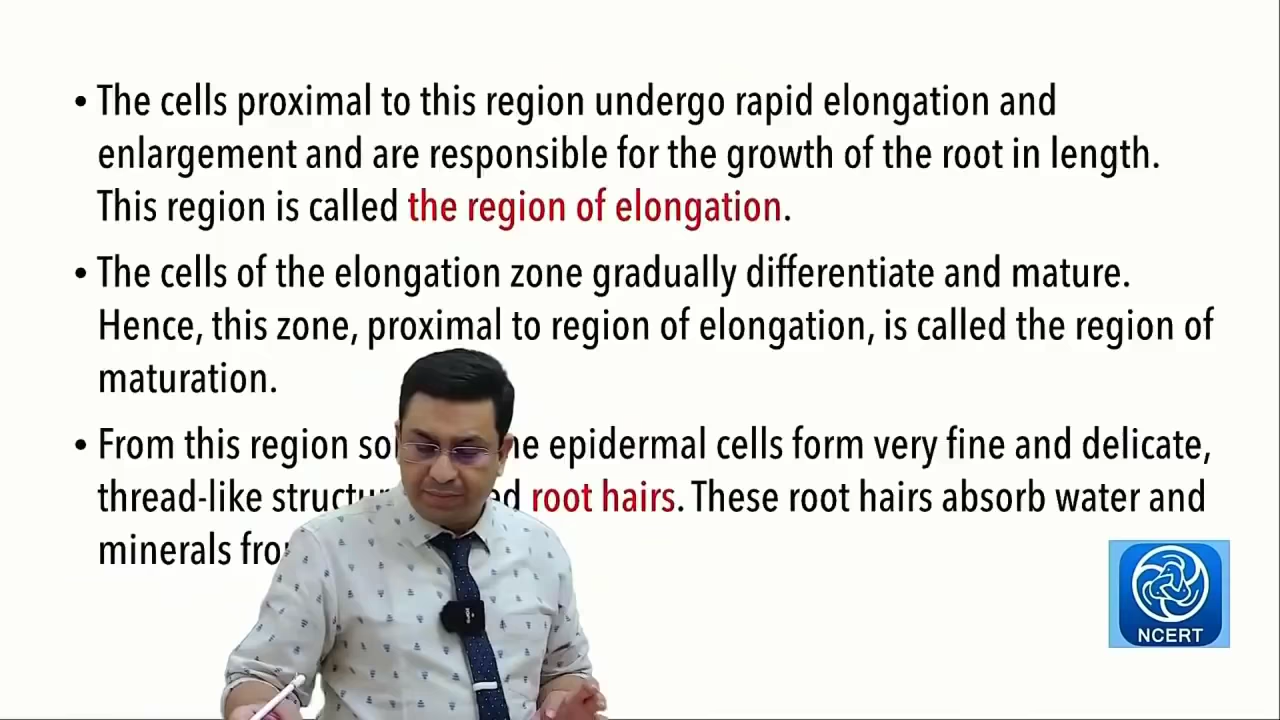 • The cells proximal to this region undergo rapid elongation and
enlargement and are responsible for the growth of the root in length.
This region is called the region of elongation.
• The cells of the elongation zone gradually differentiate and mature.
Hence, this zone, proximal to region of elongation, is called the region of
maturation.
• From this region epidermal cells form very fine and delicate,
thread-like root hairs. These root hairs absorb water and
minerals
NCERT